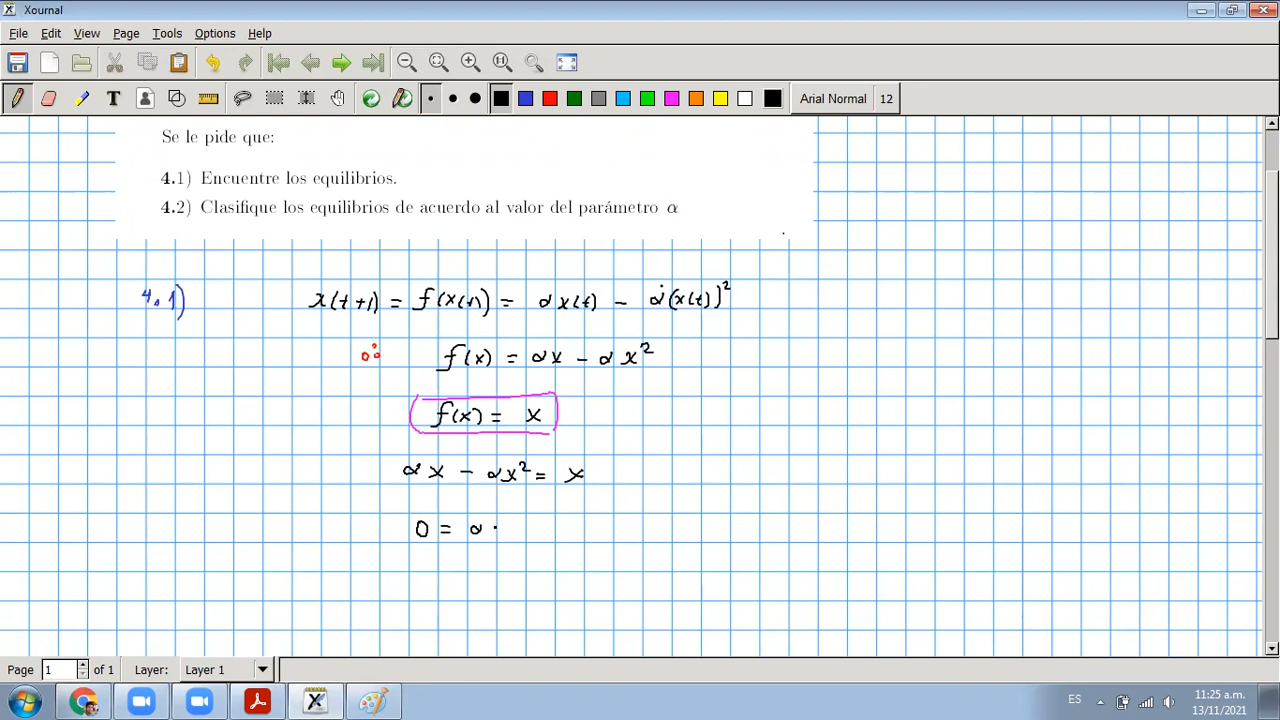 Xournal
File Edit View Page Tools Options Help
Arial Normal 12
Se le pide que:
4.1) Encuentre los equilibrios.
4.2) Clasifique los equilibrios de acuerdo al valor del parámetro α
.
4.1) x(t+1) = f(x(t)) = αx(t) - α(x(t))²
∴ f(x) = αx - αx²
f(x) = x
αx - αx² = x
0 = α
Page 1 of 1 Layer: Layer 1
ES 11:25 a.m.
13/11/2021